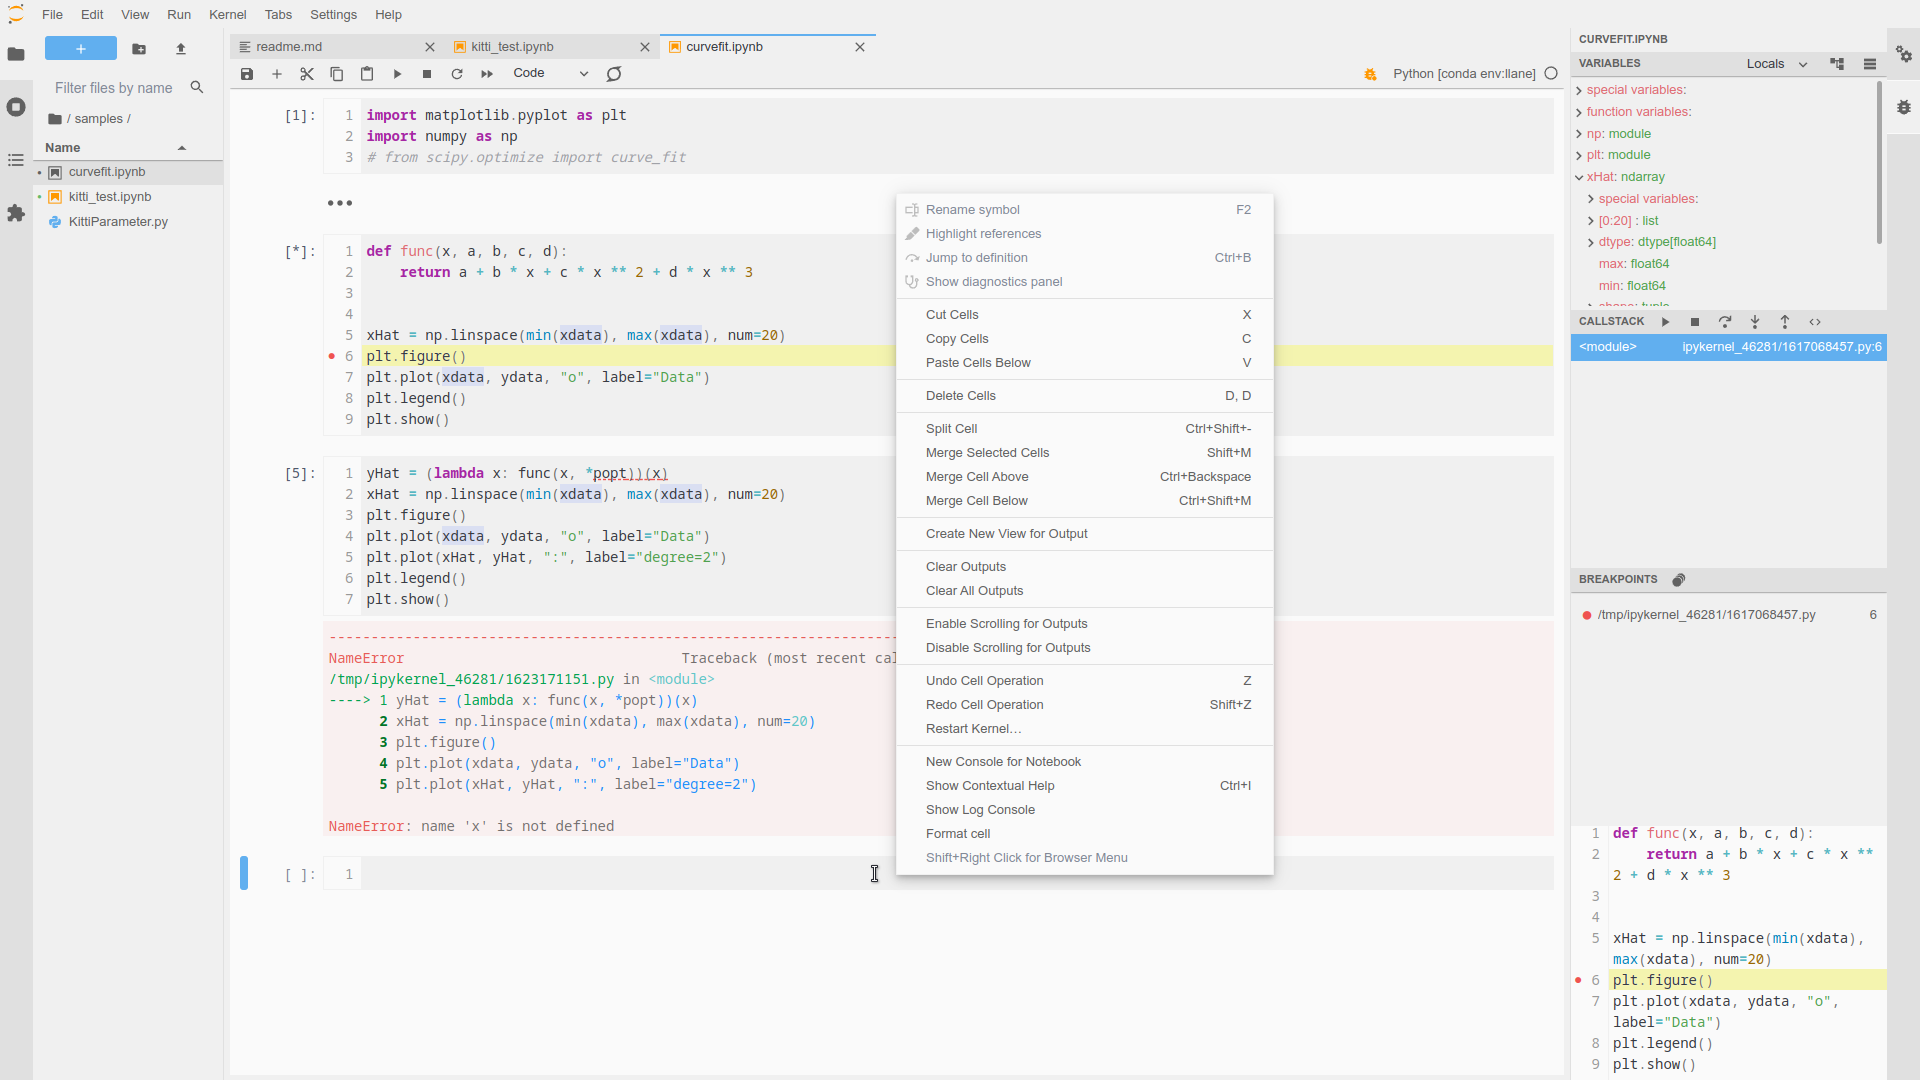 File Edit View Run Kernel Tabs Settings Help
+
Filter files by name
/ samples /
Name
curvefit.ipynb
kitti_test.ipynb
KittiParameter.py
readme.md
kitti_test.ipynb
curvefit.ipynb
Code
Python [conda env:llane]
[1]:
1 import matplotlib.pyplot as plt
2 import numpy as np
3 # from scipy.optimize import curve_fit
[*]:
1 def func(x, a, b, c, d):
2 return a + b * x + c * x ** 2 + d * x ** 3
3
4
5 xHat = np.linspace(min(xdata), max(xdata), num=20)
6 plt.figure()
7 plt.plot(xdata, ydata, "o", label="Data")
8 plt.legend()
9 plt.show()
[5]:
1 yHat = (lambda x: func(x, *popt))(x)
2 xHat = np.linspace(min(xdata), max(xdata), num=20)
3 plt.figure()
4 plt.plot(xdata, ydata, "o", label="Data")
5 plt.plot(xHat, yHat, ":", label="degree=2")
6 plt.legend()
7 plt.show()
NameError Traceback (most recent
/tmp/ipykernel_46281/1623171151.py in <module>
----> 1 yHat = (lambda x: func(x, *popt))(x)
2 xHat = np.linspace(min(xdata), max(xdata), num=20)
3 plt.figure()
4 plt.plot(xdata, ydata, "o", label="Data")
5 plt.plot(xHat, yHat, ":", label="degree=2")
NameError: name 'x' is not defined
[ ]: 1
Rename symbol F2
Highlight references
Jump to definition Ctrl+B
Show diagnostics panel
Cut Cells X
Copy Cells C
Paste Cells Below V
Delete Cells D, D
Split Cell Ctrl+Shift+-
Merge Selected Cells Shift+M
Merge Cell Above Ctrl+Backspace
Merge Cell Below Ctrl+Shift+M
Create New View for Output
Clear Outputs
Clear All Outputs
Enable Scrolling for Outputs
Disable Scrolling for Outputs
Undo Cell Operation Z
Redo Cell Operation Shift+Z
Restart Kernel…
New Console for Notebook
Show Contextual Help Ctrl+I
Show Log Console
Format cell
Shift+Right Click for Browser Menu
CURVEFIT.IPYNB
VARIABLES Locals
special variables:
function variables:
np: module
plt: module
xHat: ndarray
special variables:
[0:20] : list
dtype: dtype[float64]
max: float64
min: float64
CALLSTACK
<module> ipykernel_46281/1617068457.py:6
BREAKPOINTS
/tmp/ipykernel_46281/1617068457.py 6
1 def func(x, a, b, c, d):
2 return a + b * x + c * x **
2 + d * x ** 3
3
4
5 xHat = np.linspace(min(xdata),
max(xdata), num=20)
6 plt.figure()
7 plt.plot(xdata, ydata, "o",
label="Data")
8 plt.legend()
9 plt.show()